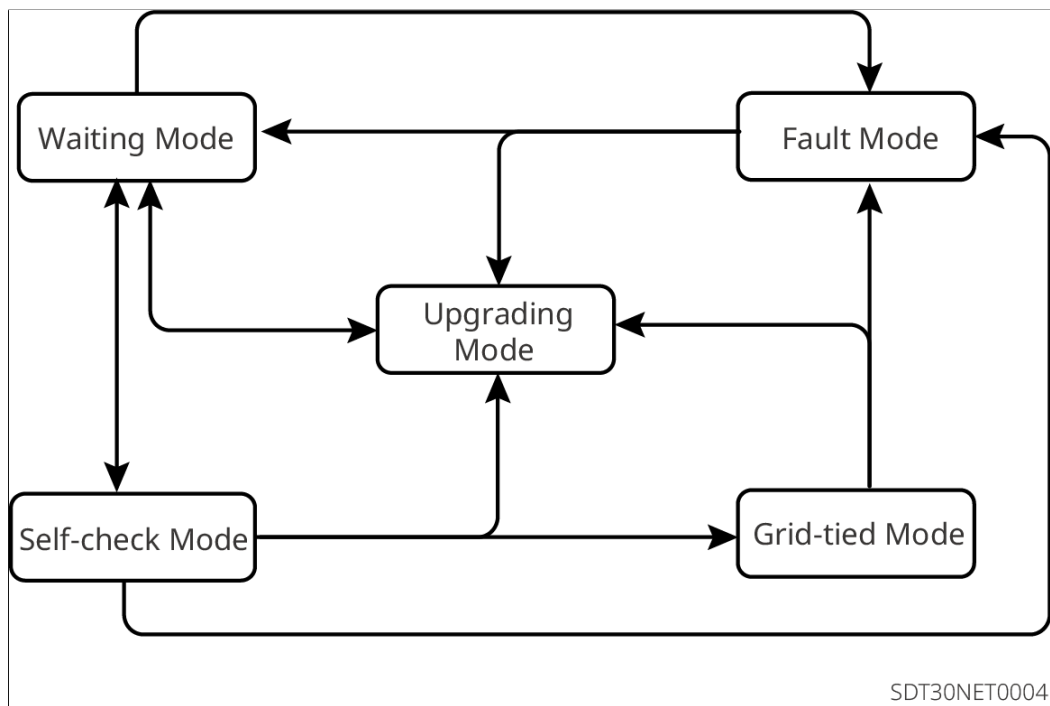 Waiting Mode
Fault Mode
Upgrading
Mode
Self-check Mode
Grid-tied Mode
SDT30NET0004